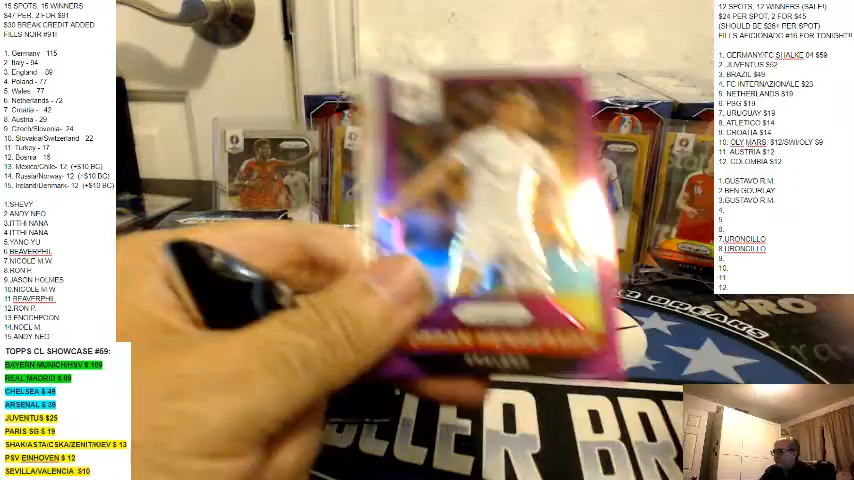 15 SPOTS, 15 WINNERS
$47 PER, 2 FOR $91
$30 BREAK CREDIT ADDED
FILLS NOIR #91!
1. Germany - 115
2. Italy - 94
3. England - 89
4. Poland - 77
5. Wales - 77
6. Netherlands - 72
7. Croatia - 42
8. Austria - 29
9. Czech/Slovenia- 24
10. Slovakia/Switzerland 22
11. Turkey - 17
12. Bosnia - 16
13. Mexico/Chile- 12 (+$10 BC)
14. Russia/Norway- 12 (+$10 BC)
15. Ireland/Denmark- 12 (+$10 BC)
1.SHEVY
2. ANDY NEO
3.ITTHI NANA
4. ITTHI NANA
5.YANG YU
6.BEAVERPHIL
7.NICOLE M.W
8.RON P.
9.JASON HOLMES
10.NICOLE M.W
11.BEAVERPHIL
12.RON P.
13.ENOCHPOON
14.NOEL M.
15.ANDY NEO
TOPPS CL SHOWCASE #59:
BAYERN MUNICH/HSV $ 109
REAL MADRID $ 89
CHELSEA $ 49
ARSENAL $ 39
JUVENTUS $25
PARIS SG $ 19
SHAK/ASTA/CSKA/ZENIT/KIEV $ 13
PSV EINHOVEN $ 12
SEVILLA/VALENCIA $10
12 SPOTS, 12 WINNERS (SALE!)
$24 PER SPOT, 2 FOR $45
(SHOULD BE $26+ PER SPOT)
FILLS AFICIONADO #16 FOR TONIGHT!!
1. GERMANY/FC SHALKE 04 $59
2. JUVENTUS $52
3. BRAZIL $49
4. FC INTERNAZIONALE $23
5. NETHERLANDS $19
6. PSG $19
7. URUGUAY $19
8. ATLETICO $14
9. CROATIA $14
10. OLY MARS. $12/SWI/OLY $9
11. AUSTRIA $12
12. COLOMBIA $12
1.GUSTAVO R.M.
2 BEN GOURLAY
3.GUSTAVO R.M.
4.
5.
6.
7.URONCILLO
8 URONCILLO
9.
10.
11.
12.
BREAKS
PRO